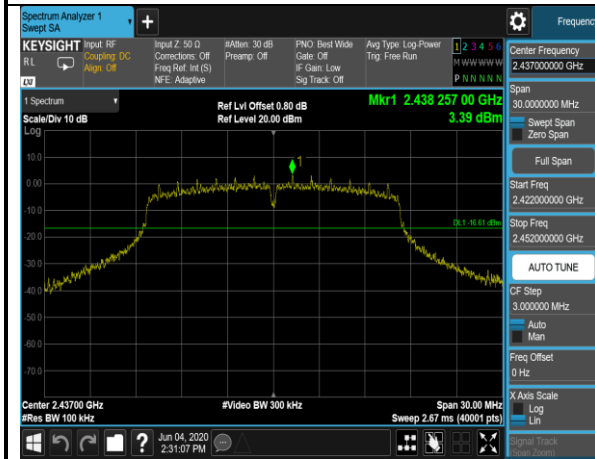 Spectrum Analyzer 1
Swept SA
+
Frequency
KEYSIGHT
RL
Input: RF
Coupling: DC
Align: Off
Input Z: 50 Ω
Corrections: Off
Freq Ref: Int (S)
NFE: Adaptive
#Atten: 30 dB
Preamp: Off
PNO: Best Wide
Gate: Off
IF Gain: Low
Sig Track: Off
Avg Type: Log-Power
Trig: Free Run
1 2 3 4 5 6
M W W W W W
P N N N N N
1 Spectrum
Scale/Div 10 dB
Log
Ref Lvl Offset 0.80 dB
Ref Level 20.00 dBm
Mkr1 2.438 257 00 GHz
3.39 dBm
1
10.0
0.00
-10.0
-20.0
-30.0
-40.0
-50.0
-60.0
-70.0
DL1 -16.61 dBm
Center 2.43700 GHz
#Res BW 100 kHz
#Video BW 300 kHz
Span 30.00 MHz
Sweep 2.67 ms (40001 pts)
Center Frequency
2.437000000 GHz
Span
30.0000000 MHz
Swept Span
Zero Span
Full Span
Start Freq
2.422000000 GHz
Stop Freq
2.452000000 GHz
AUTO TUNE
CF Step
3.000000 MHz
Auto
Man
Freq Offset
0 Hz
X Axis Scale
Log
Lin
Signal Track
(Span Zoom)
?
Jun 04, 2020
2:31:07 PM